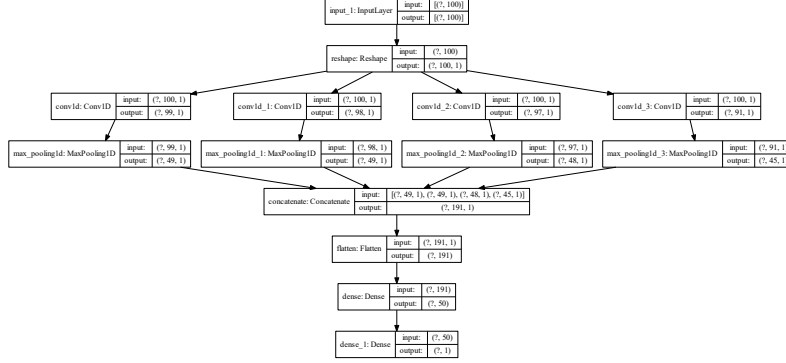 input_1: InputLayer input: [(?, 100)]
output: [(?, 100)]
reshape: Reshape input: (?, 100)
output: (?, 100, 1)
conv1d: Conv1D input: (?, 100, 1)
output: (?, 99, 1)
conv1d_1: Conv1D input: (?, 100, 1)
output: (?, 98, 1)
conv1d_2: Conv1D input: (?, 100, 1)
output: (?, 97, 1)
conv1d_3: Conv1D input: (?, 100, 1)
output: (?, 91, 1)
max_pooling1d: MaxPooling1D input: (?, 99, 1)
output: (?, 49, 1)
max_pooling1d_1: MaxPooling1D input: (?, 98, 1)
output: (?, 49, 1)
max_pooling1d_2: MaxPooling1D input: (?, 97, 1)
output: (?, 48, 1)
max_pooling1d_3: MaxPooling1D input: (?, 91, 1)
output: (?, 45, 1)
concatenate: Concatenate input: [(?, 49, 1), (?, 49, 1), (?, 48, 1), (?, 45, 1)]
output: (?, 191, 1)
flatten: Flatten input: (?, 191, 1)
output: (?, 191)
dense: Dense input: (?, 191)
output: (?, 50)
dense_1: Dense input: (?, 50)
output: (?, 1)